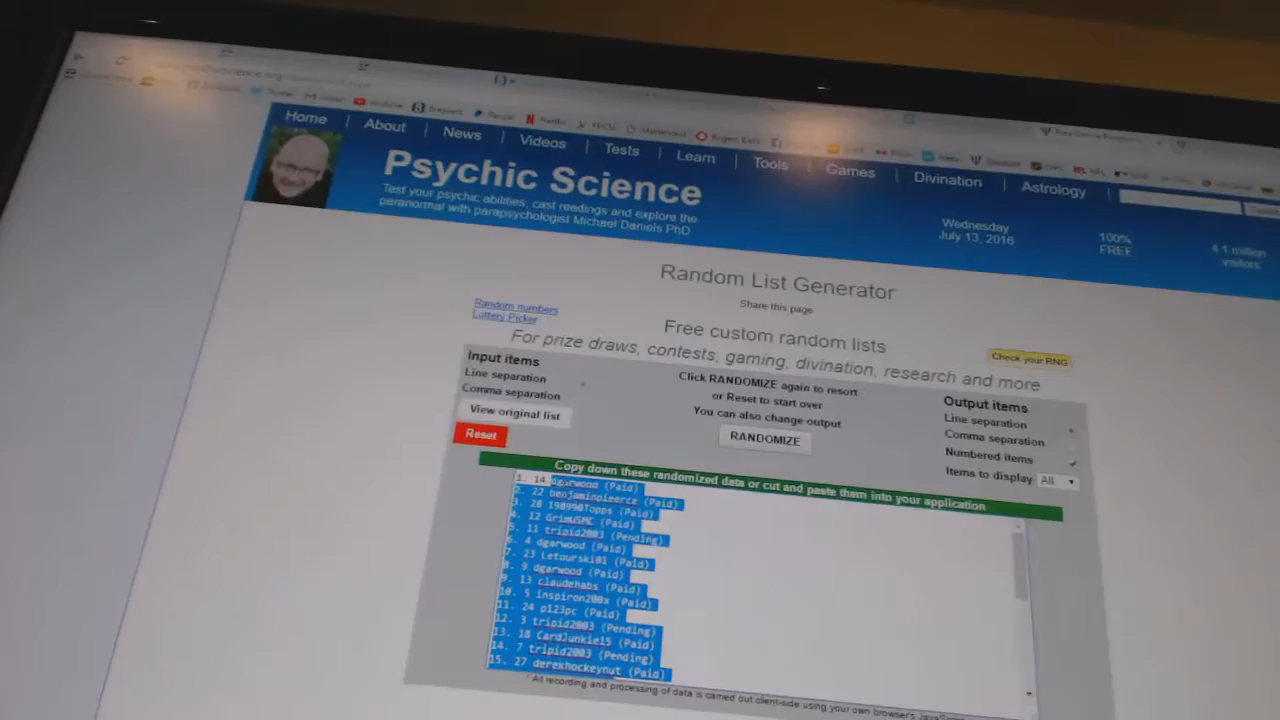 Home | About | News | Videos | Tests | Learn | Tools | Games | Divination | Astrology |
Psychic Science
Test your psychic abilities, cast readings and explore the
paranormal with parapsychologist Michael Daniels PhD
Wednesday
July 13, 2016
100%
FREE
4.1 million
visitors
Random List Generator
Share this page
Random numbers
Lottery Picker
Free custom random lists
For prize draws, contests, gaming, divination, research and more
Check your RNG
Input items
Line separation
Comma separation
View original list
Reset
Click RANDOMIZE again to resort
or Reset to start over
You can also change output
RANDOMIZE
Output items
Line separation
Comma separation
Numbered items
Items to display All
Copy down these randomized data or cut and paste them into your application
1. 14 dgarwood (Paid)
2. 22 benjaminpierce (Paid)
3. 28 198990Topps (Paid)
4. 12 GrimUSMC (Paid)
5. 11 tripid2003 (Pending)
6. 4 dgarwood (Paid)
7. 23 Letourski81 (Paid)
8. 9 dgarwood (Paid)
9. 13 claudehabs (Paid)
10. 5 inspiron200x (Paid)
11. 24 p123pc (Paid)
12. 3 tripid2003 (Pending)
13. 18 CardJunkie15 (Paid)
14. 7 tripid2003 (Pending)
15. 27 derekhockeynut (Paid)
* All recording and processing of data is carried out client-side using your own browser's